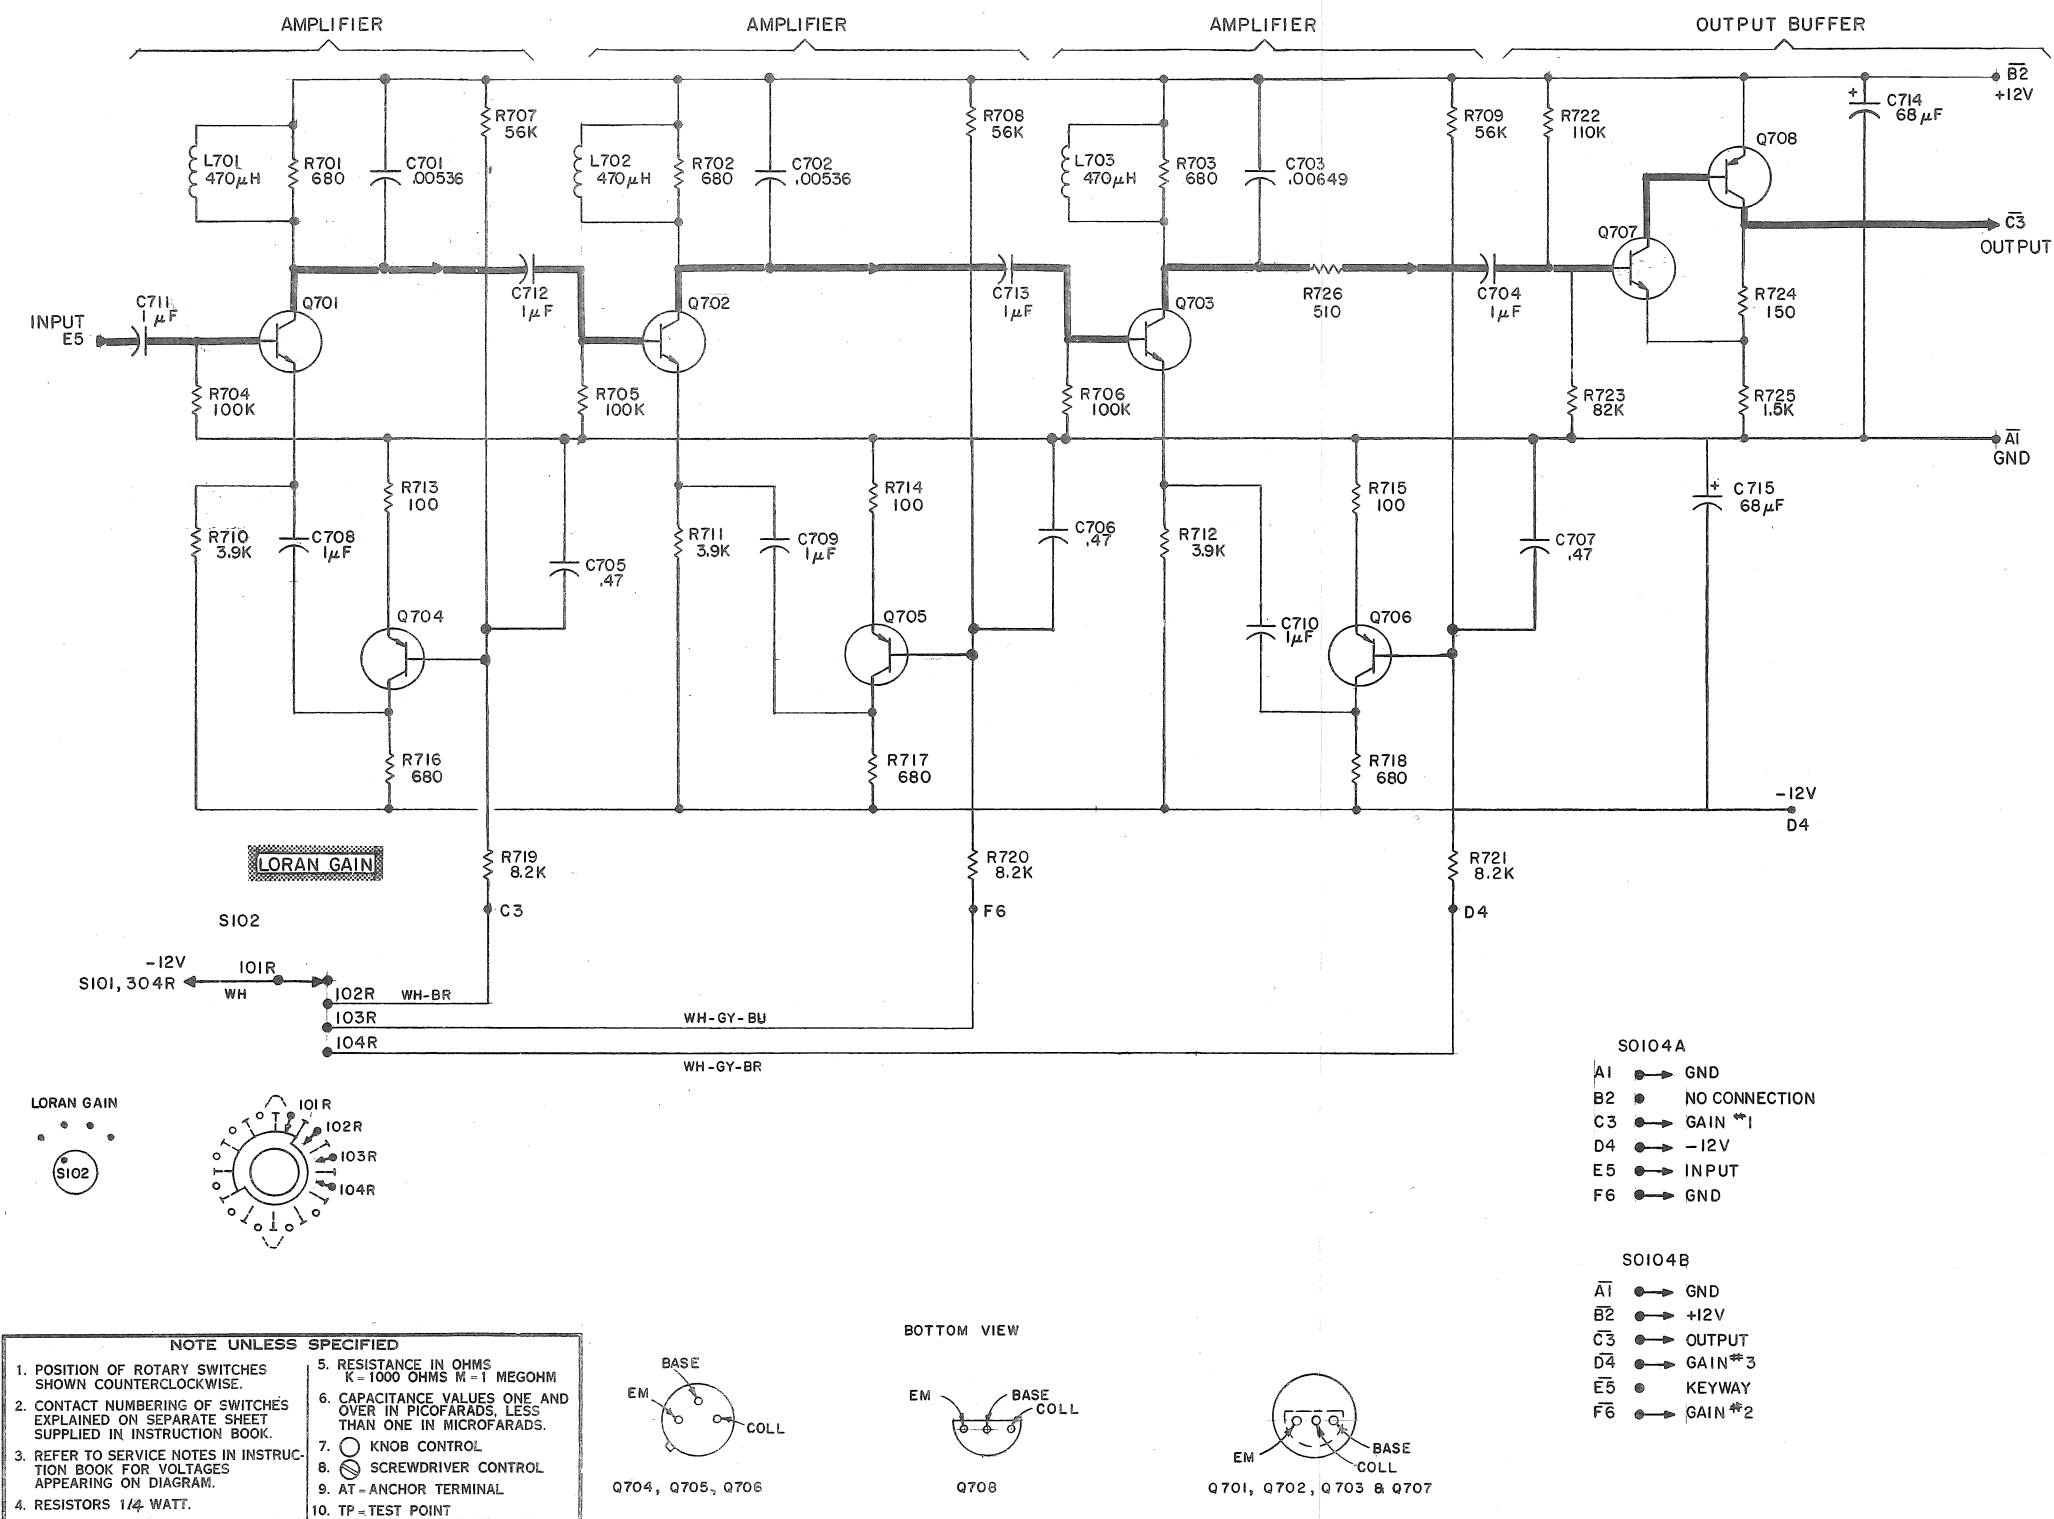 AMPLIFIER
AMPLIFIER
AMPLIFIER
OUTPUT BUFFER
B2
+12V
R707
56K
R708
56K
R709
56K
R722
110K
C714
68µF
+
Q708
L701
470µH
R701
680
C701
.00536
L702
470µH
R702
680
C702
.00536
L703
470µH
R703
680
C703
.00649
C3
OUTPUT
Q707
INPUT
E5
C711
1µF
Q701
C712
1µF
Q702
C713
1µF
Q703
R726
510
C704
1µF
R724
150
R704
100K
R705
100K
R706
100K
R723
82K
R725
1.5K
A1
GND
R710
3.9K
C708
1µF
R713
100
C705
.47
R711
3.9K
C709
1µF
R714
100
C706
.47
R712
3.9K
C710
1µF
R715
100
C707
.47
+
C715
68µF
Q704
Q705
Q706
R716
680
R717
680
R718
680
-12V
D4
LORAN GAIN
R719
8.2K
R720
8.2K
R721
8.2K
C3
F6
D4
S102
-12V
S101, 304R
101R
WH
102R
WH-BR
103R
WH-GY-BU
104R
WH-GY-BR
LORAN GAIN
S102
101R
102R
103R
104R
SO104A
A1 GND
B2 NO CONNECTION
C3 GAIN #1
D4 -12V
E5 INPUT
F6 GND
SO104B
A1 GND
B2 +12V
C3 OUTPUT
D4 GAIN #3
E5 KEYWAY
F6 GAIN #2
NOTE UNLESS SPECIFIED
1. POSITION OF ROTARY SWITCHES
SHOWN COUNTERCLOCKWISE.
2. CONTACT NUMBERING OF SWITCHES
EXPLAINED ON SEPARATE SHEET
SUPPLIED IN INSTRUCTION BOOK.
3. REFER TO SERVICE NOTES IN INSTRUC-
TION BOOK FOR VOLTAGES
APPEARING ON DIAGRAM.
4. RESISTORS 1/4 WATT.
5. RESISTANCE IN OHMS
K=1000 OHMS M=1 MEGOHM
6. CAPACITANCE VALUES ONE AND
OVER IN PICOFARADS, LESS
THAN ONE IN MICROFARADS.
7. KNOB CONTROL
8. SCREWDRIVER CONTROL
9. AT=ANCHOR TERMINAL
10. TP=TEST POINT
BOTTOM VIEW
BASE
EM
COLL
Q704, Q705, Q706
EM
BASE
COLL
Q708
EM
BASE
COLL
Q701, Q702, Q703 & Q707